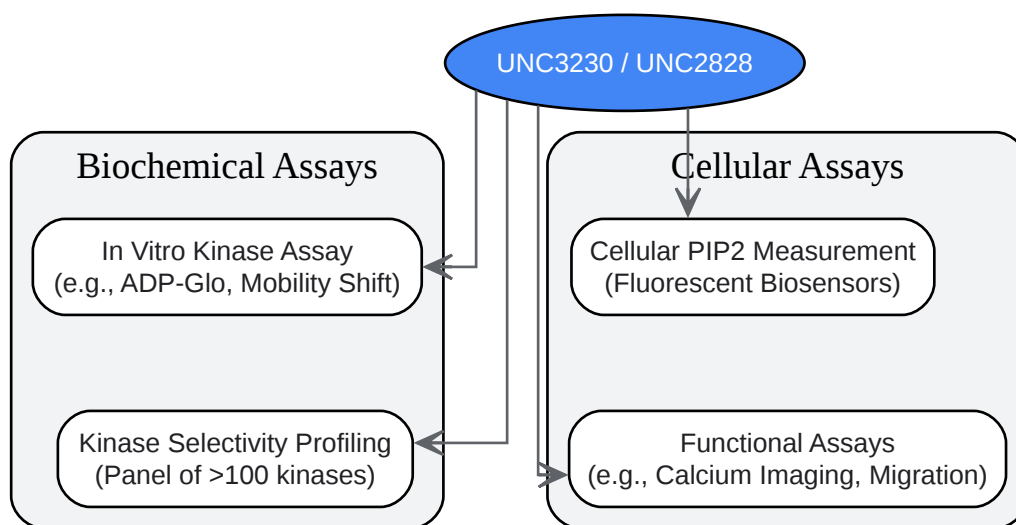 UNC3230 / UNC2828
Biochemical Assays
In Vitro Kinase Assay
(e.g., ADP-Glo, Mobility Shift)
Kinase Selectivity Profiling
(Panel of >100 kinases)
Cellular Assays
Cellular PIP2 Measurement
(Fluorescent Biosensors)
Functional Assays
(e.g., Calcium Imaging, Migration)